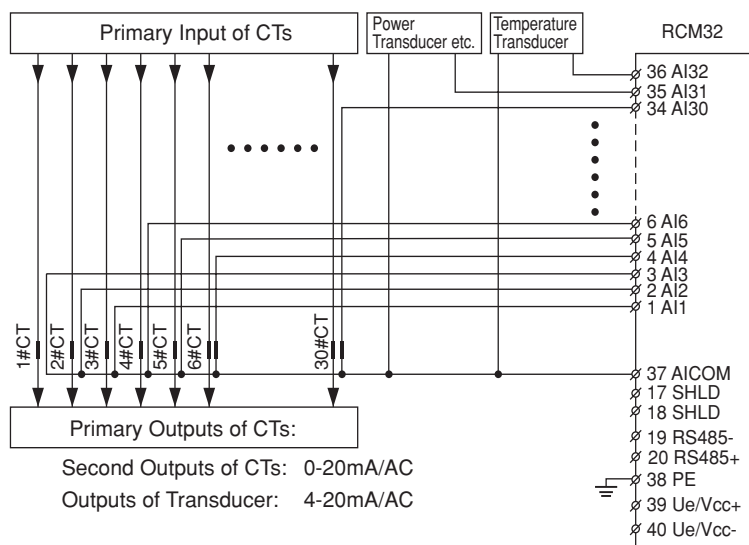 Primary Input of CTs
Power
Transducer etc.
Temperature
Transducer
RCM32
36 AI32
35 AI31
34 AI30
6 AI6
5 AI5
4 AI4
3 AI3
2 AI2
1 AI1
1#CT
2#CT
3#CT
4#CT
5#CT
6#CT
30#CT
37 AICOM
17 SHLD
18 SHLD
19 RS485-
20 RS485+
38 PE
39 Ue/Vcc+
40 Ue/Vcc-
Primary Outputs of CTs:
Second Outputs of CTs: 0-20mA/AC
Outputs of Transducer: 4-20mA/AC